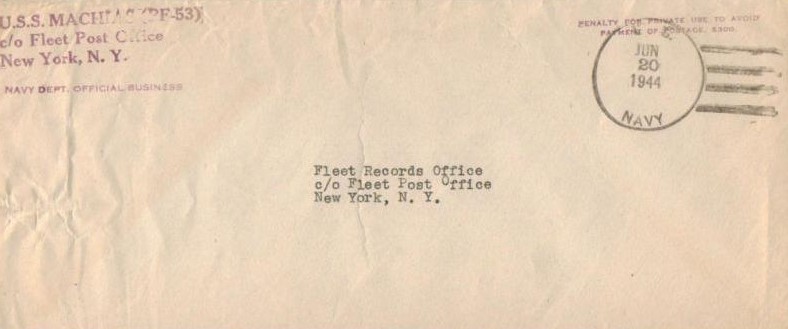 U.S.S. MACHIAS (PF-53)
c/o Fleet Post Office
New York, N. Y.
NAVY DEPT. OFFICIAL BUSINESS
PENALTY FOR PRIVATE USE TO AVOID
PAYMENT OF POSTAGE, $300.
JUN
20
1944
NAVY
Fleet Records Office
c/o Fleet Post Office
New York, N. Y.